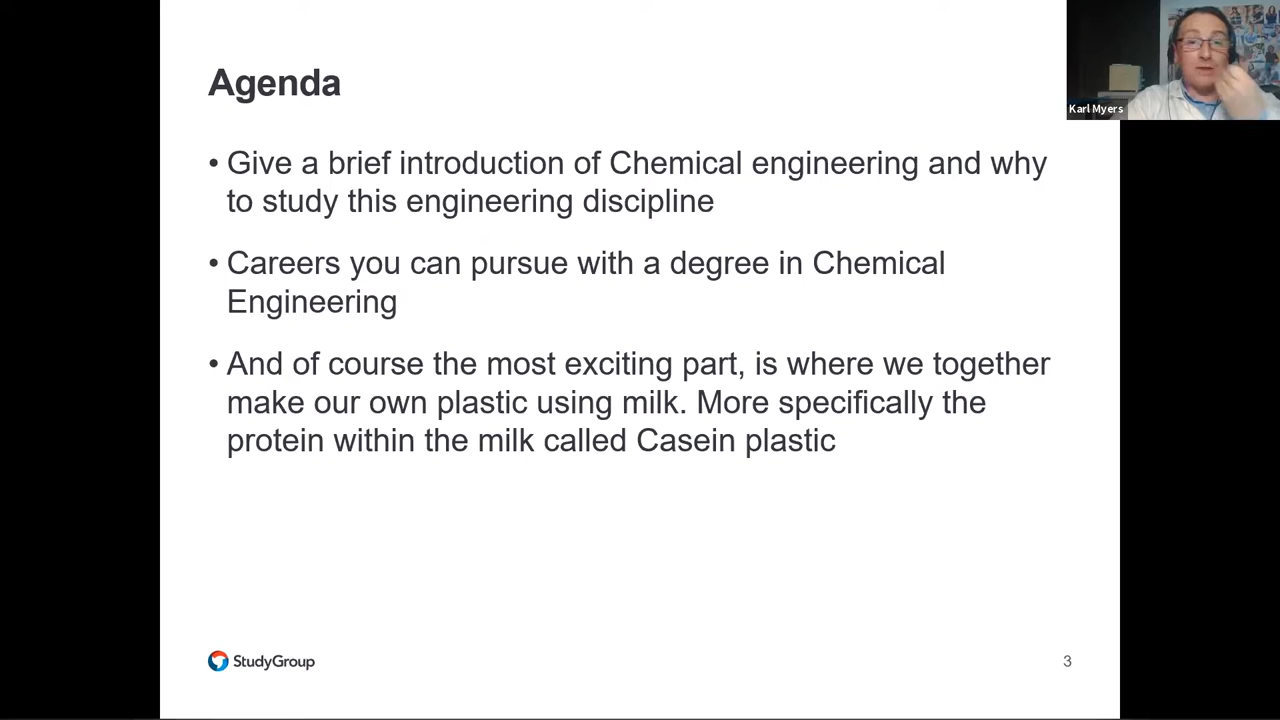 Agenda
Karl Myers
• Give a brief introduction of Chemical engineering and why
to study this engineering discipline
• Careers you can pursue with a degree in Chemical
Engineering
• And of course the most exciting part, is where we together
make our own plastic using milk. More specifically the
protein within the milk called Casein plastic
StudyGroup
3